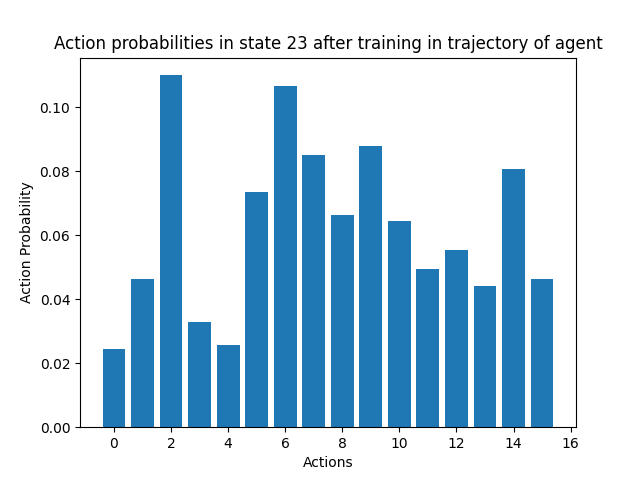 Action probabilities in state 23 after training in trajectory of agent
0.10
0.08
0.06
0.04
0.02
0.00
Action Probability
0 2 4 6 8 10 12 14 16
Actions